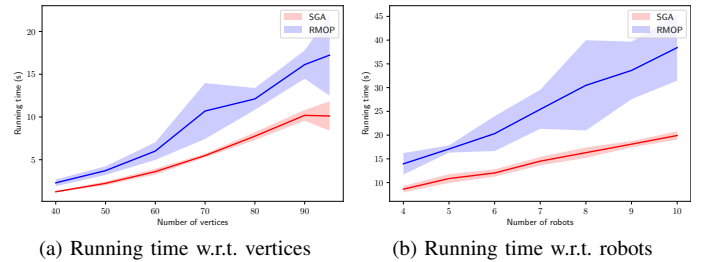 SGA
RMOP
20
15
10
5
Running time (s)
40 50 60 70 80 90
Number of vertices
(a) Running time w.r.t. vertices
SGA
RMOP
45
40
35
30
25
20
15
10
Running time (s)
4 5 6 7 8 9 10
Number of robots
(b) Running time w.r.t. robots